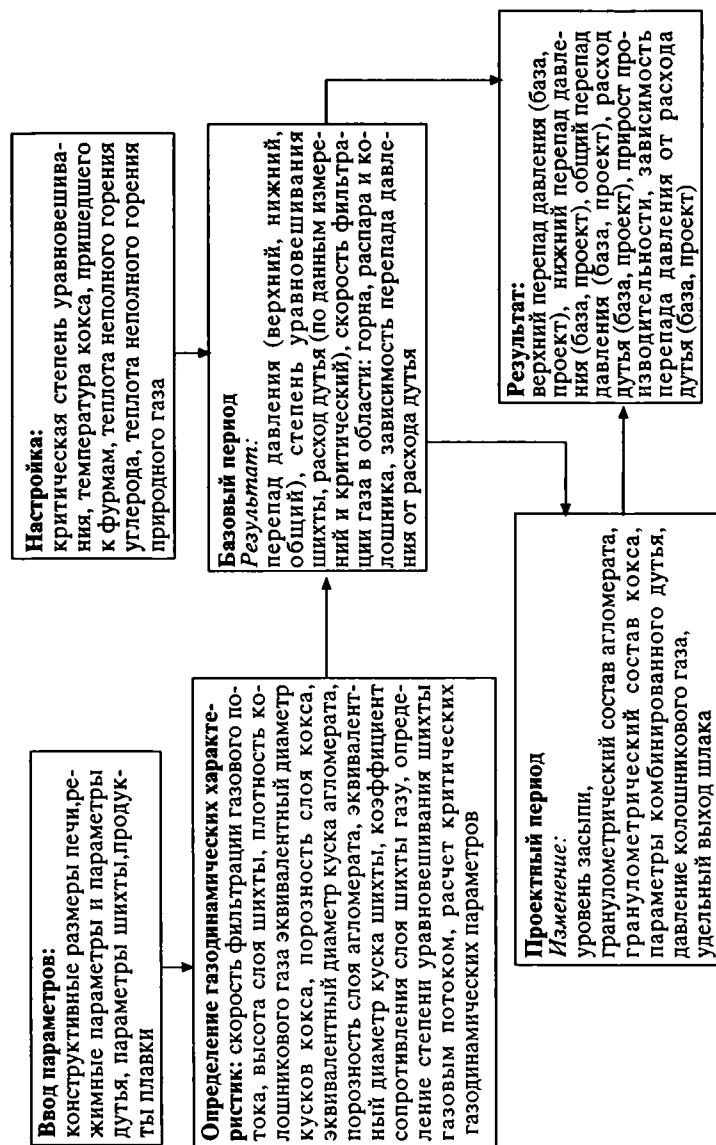 Ввод параметров:
конструктивные размеры печи,ре-
жимные параметры и параметры
дутья, параметры шихты,продук-
ты плавки
Настройка:
критическая степень уравновешива-
ния, температура кокса, пришедшего
к фурмам, теплота неполного горения
углерода, теплота неполного горения
природного газа
Определение газодинамических характе-
ристик: скорость фильтрации газового по-
тока, высота слоя шихты, плотность ко-
лошникового газа эквивалентный диаметр
кусков кокса, порозность слоя кокса,
эквивалентный диаметр куска агломерата,
порозность слоя агломерата, эквивалент-
ный диаметр куска шихты, коэффициент
сопротивления слоя шихты газу, опреде-
ление степени уравновешивания шихты
газовым потоком, расчет критических
газодинамических параметров
Базовый период
Результат:
перепад давления (верхний, нижний,
общий), степень уравновешивания
шихты, расход дутья (по данным измере-
ний и критический), скорость фильтра-
ции газа в области: горна, распара и ко-
лошника, зависимость перепада давле-
ния от расхода дутья
Проектный период
Изменение:
уровень засыпи,
гранулометрический состав агломерата,
гранулометрический состав кокса,
параметры комбинированного дутья,
давление колошникового газа,
удельный выход шлака
Результат:
верхний перепад давления (база,
проект), нижний перепад давле-
ния (база, проект), общий перепад
давления (база, проект), расход
дутья (база, проект), прирост про-
изводительности, зависимость
перепада давления от расхода
дутья (база, проект)